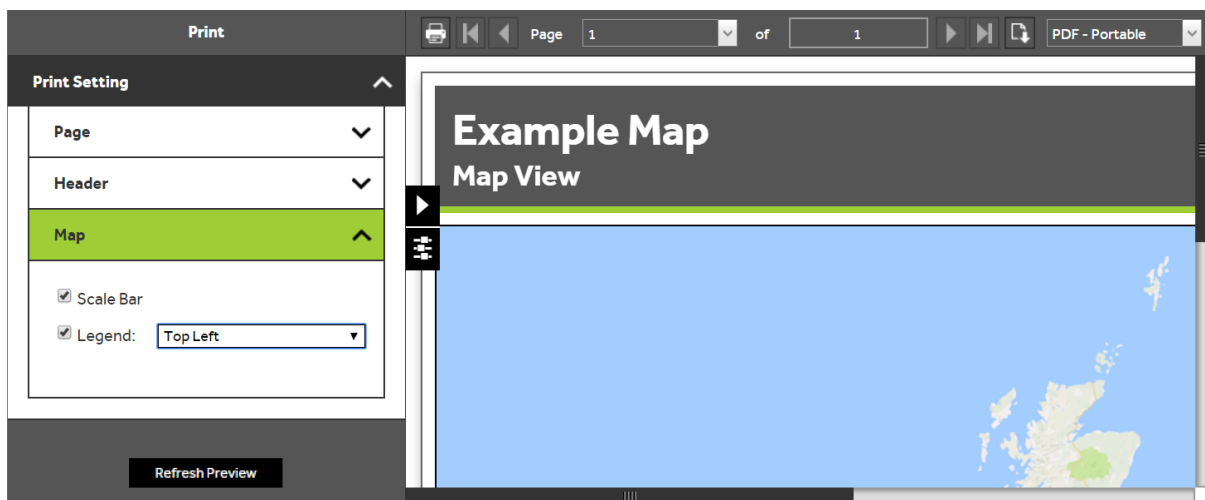 Print
Page 1 of 1 PDF - Portable
Print Setting
Page
Header
Map
Scale Bar
Legend: Top Left
Refresh Preview
Example Map
Map View